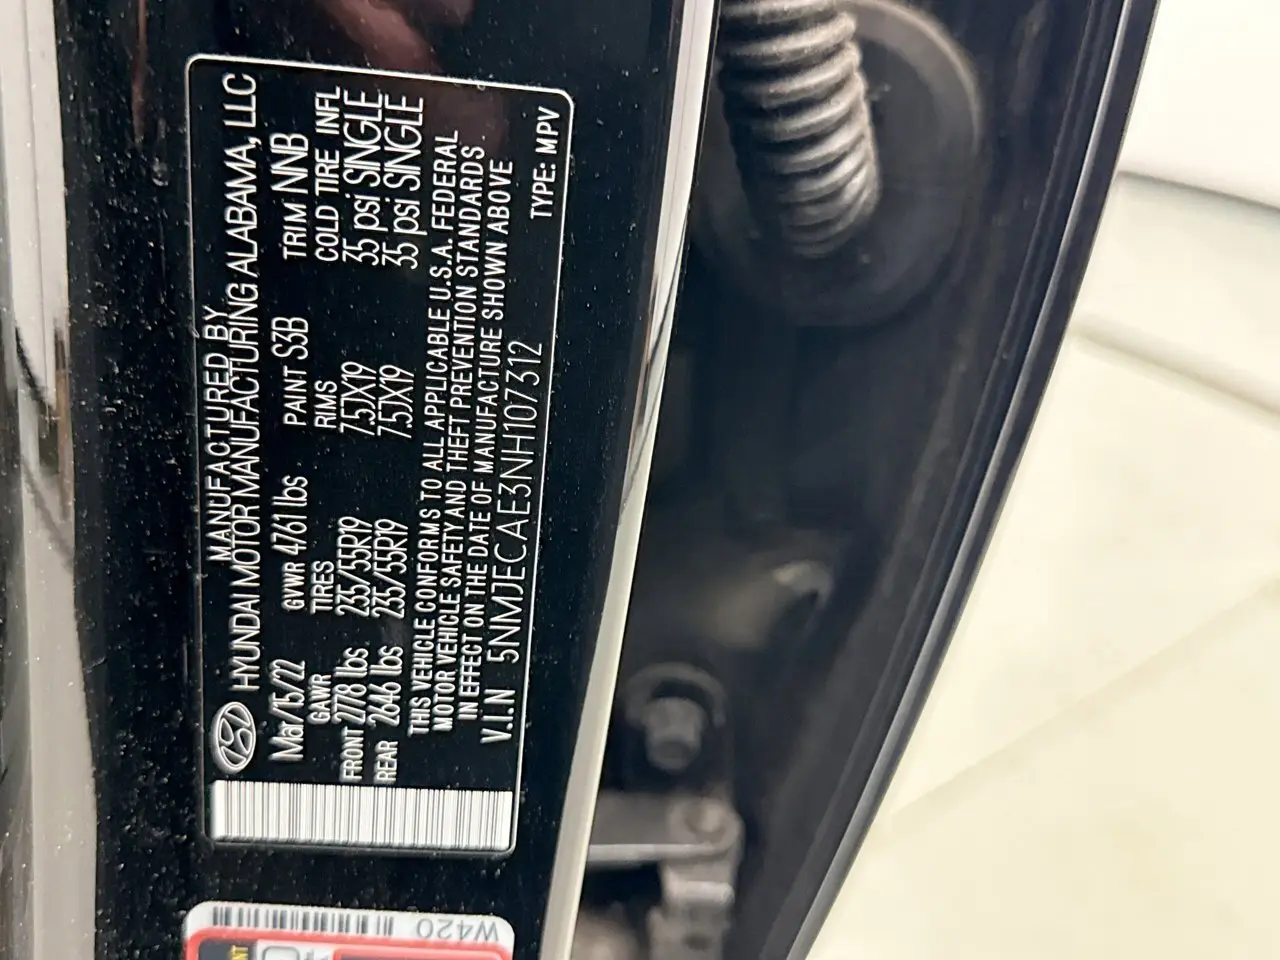 MANUFACTURED BY
HYUNDAI MOTOR MANUFACTURING ALABAMA, LLC
Mar/15/22 GVWR 4761 lbs PAINT S3B TRIM NNB
GAWR TIRES RIMS COLD TIRE INFL
FRONT 2778 lbs 235/55R19 7.5JX19 35 psi SINGLE
REAR 2646 lbs 235/55R19 7.5JX19 35 psi SINGLE
THIS VEHICLE CONFORMS TO ALL APPLICABLE U.S.A. FEDERAL
MOTOR VEHICLE SAFETY AND THEFT PREVENTION STANDARDS
IN EFFECT ON THE DATE OF MANUFACTURE SHOWN ABOVE
V.I.N 5NMJECAE3NH107312 TYPE: MPV
W420